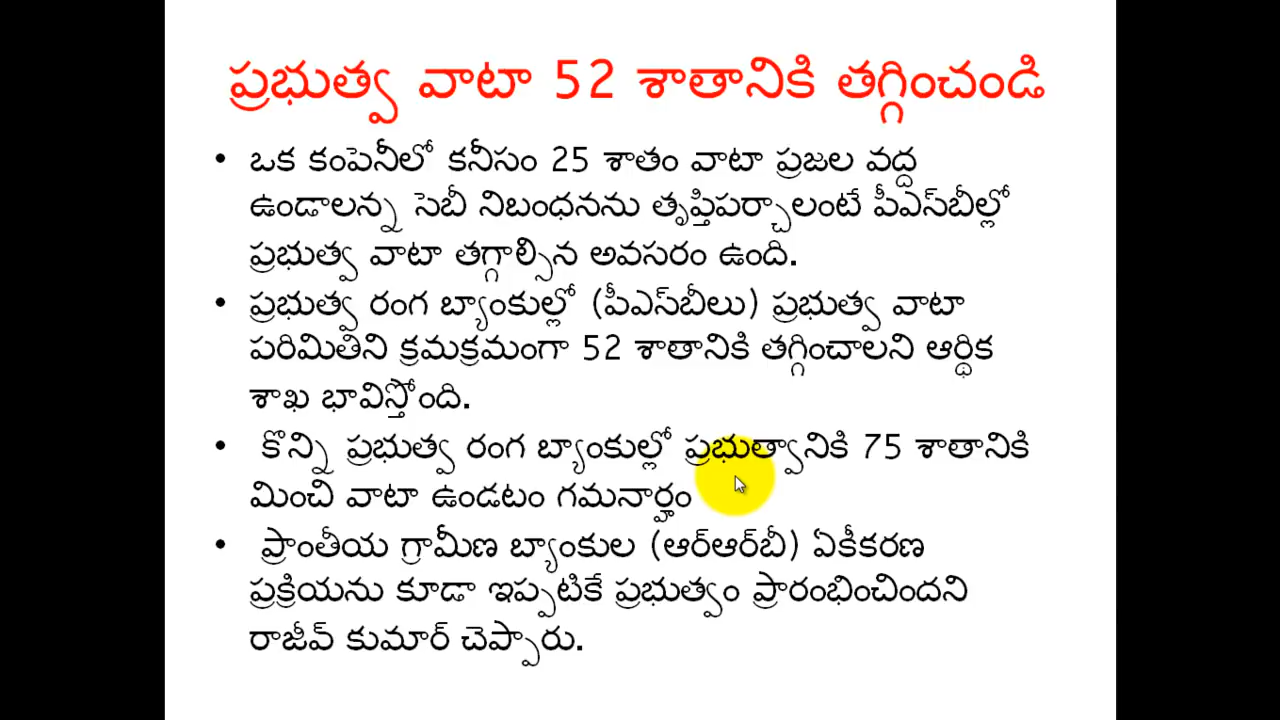 ప్రభుత్వ వాటా 52 శాతానికి తగ్గించండి
• ఒక కంపెనీలో కనీసం 25 శాతం వాటా ప్రజల వద్ద
ఉండాలన్న సెబీ నిబంధనను తృప్తిపర్చాలంటే పీఎస్‌బీల్లో
ప్రభుత్వ వాటా తగ్గాల్సిన అవసరం ఉంది.
• ప్రభుత్వ రంగ బ్యాంకుల్లో (పీఎస్‌బీలు) ప్రభుత్వ వాటా
పరిమితిని క్రమక్రమంగా 52 శాతానికి తగ్గించాలని ఆర్థిక
శాఖ భావిస్తోంది.
• కొన్ని ప్రభుత్వ రంగ బ్యాంకుల్లో ప్రభుత్వానికి 75 శాతానికి
మించి వాటా ఉండటం గమనార్హం
• ప్రాంతీయ గ్రామీణ బ్యాంకుల (ఆర్ఆర్‌బీ) ఏకీకరణ
ప్రక్రియను కూడా ఇప్పటికే ప్రభుత్వం ప్రారంభించిందని
రాజీవ్ కుమార్ చెప్పారు.